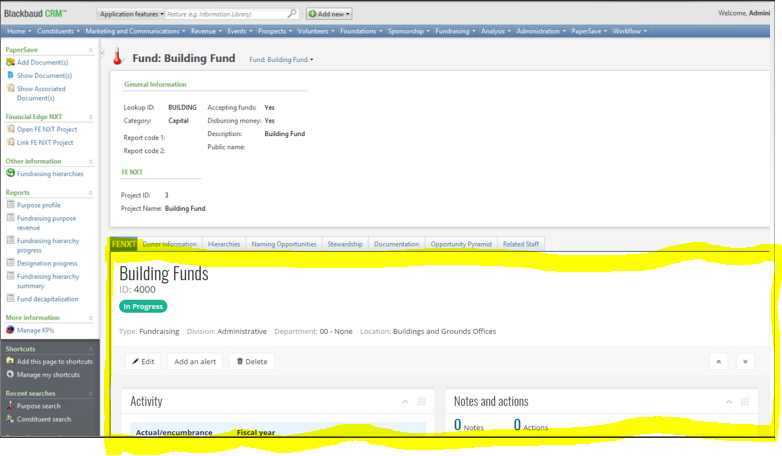 Blackbaud CRM™ Application features Feature (e.g. Information Library) Add new Welcome, Admini
Home Constituents Marketing and Communications Revenue Events Prospects Volunteers Foundations Sponsorship Fundraising Analysis Administration PaperSave Workflow
PaperSave
Add Document(s)
Show Document(s)
Show Associated
Document(s)
Financial Edge NXT
Open FE NXT Project
Link FE NXT Project
Other information
Fundraising hierarchies
Reports
Purpose profile
Fundraising purpose
revenue
Fundraising hierarchy
progress
Designation progress
Fundraising hierarchy
summary
Fund decapitalization
More information
Manage KPIs
Shortcuts
Add this page to shortcuts
Manage my shortcuts
Recent searches
Purpose search
Constituent search
Fund: Building Fund Fund: Building Fund
General Information
Lookup ID: BUILDING Accepting funds: Yes
Category: Capital Disbursing money: Yes
Description: Building Fund
Report code 1:
Public name:
Report code 2:
FE NXT
Project ID: 3
Project Name: Building Fund
FENXT Donor Information Hierarchies Naming Opportunities Stewardship Documentation Opportunity Pyramid Related Staff
Building Funds
ID: 4000
In Progress
Type: Fundraising Division: Administrative Department: 00 - None Location: Buildings and Grounds Offices
Edit Add an alert Delete
Activity
Actual/encumbrance Fiscal year
Notes and actions
0 Notes 0 Actions